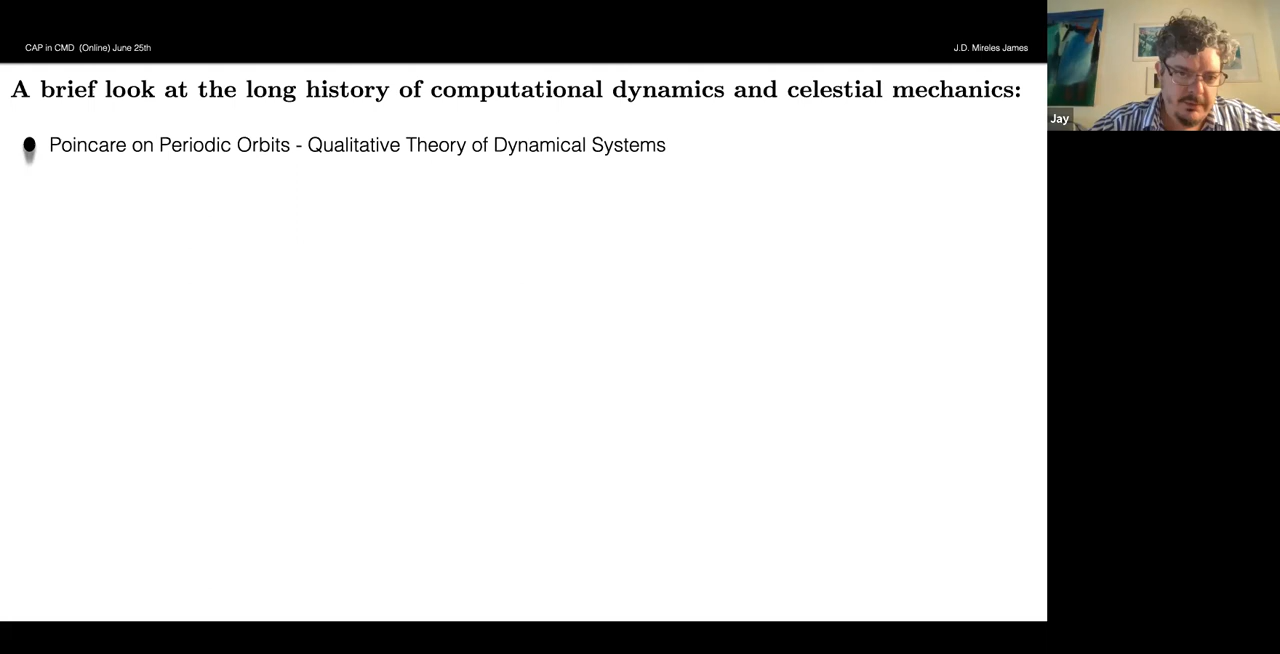 CAP in CMD (Online) June 25th
J.D. Mireles James
A brief look at the long history of computational dynamics and celestial mechanics:
Poincare on Periodic Orbits - Qualitative Theory of Dynamical Systems
Jay